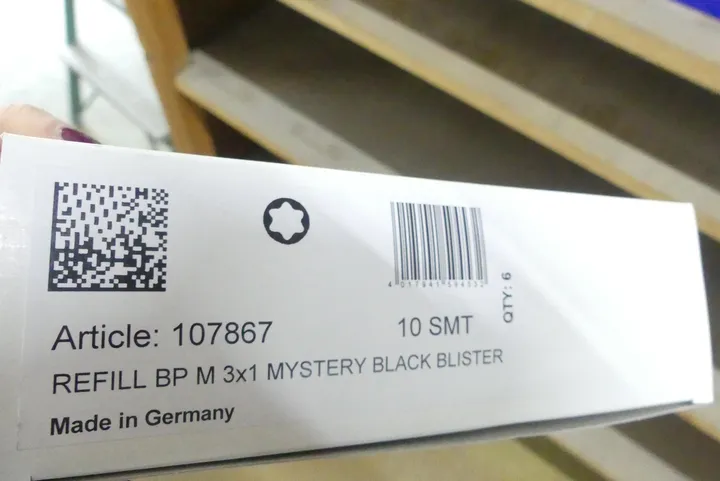 QTY: 6
Article: 107867
10 SMT
REFILL BP M 3x1 MYSTERY BLACK BLISTER
Made in Germany